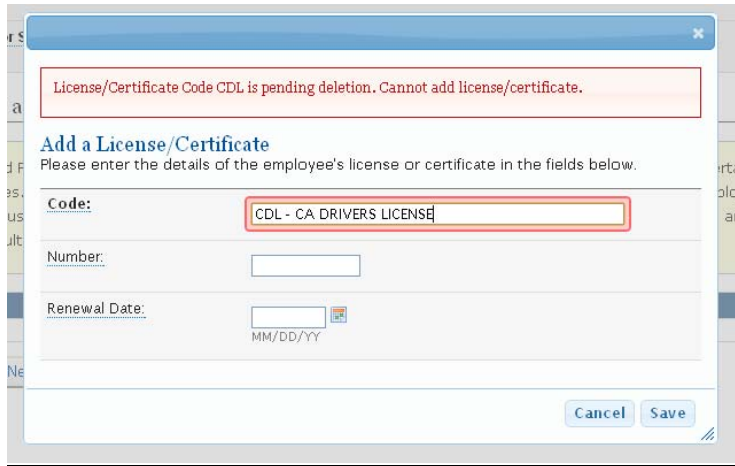 License/Certificate Code CDL is pending deletion. Cannot add license/certificate.
Add a License/Certificate
Please enter the details of the employee's license or certificate in the fields below.
Code:
CDL - CA DRIVERS LICENSE
Number:
Renewal Date:
MM/DD/YY
Cancel Save